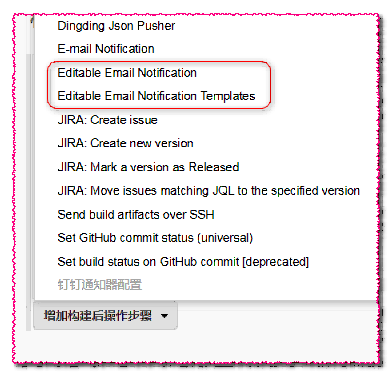 Dingding Json Pusher
E-mail Notification
Editable Email Notification
Editable Email Notification Templates
JIRA: Create issue
JIRA: Create new version
JIRA: Mark a version as Released
JIRA: Move issues matching JQL to the specified version
Send build artifacts over SSH
Set GitHub commit status (universal)
Set build status on GitHub commit [deprecated]
钉钉通知器配置
增加构建后操作步骤